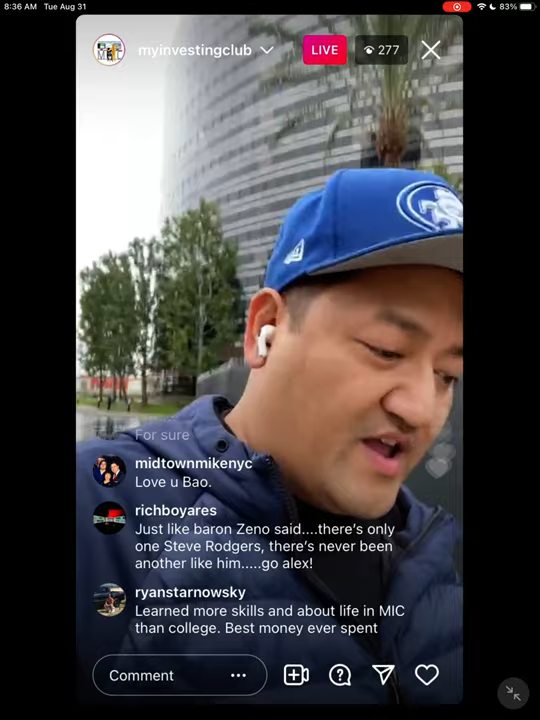 8:36 AM Tue Aug 31
83%
myinvestingclub
LIVE
277
For sure
midtownmikenyc
Love u Bao.
richboyares
Just like baron Zeno said....there's only
one Steve Rodgers, there's never been
another like him.....go alex!
ryanstarnowsky
Learned more skills and about life in MIC
than college. Best money ever spent
Comment